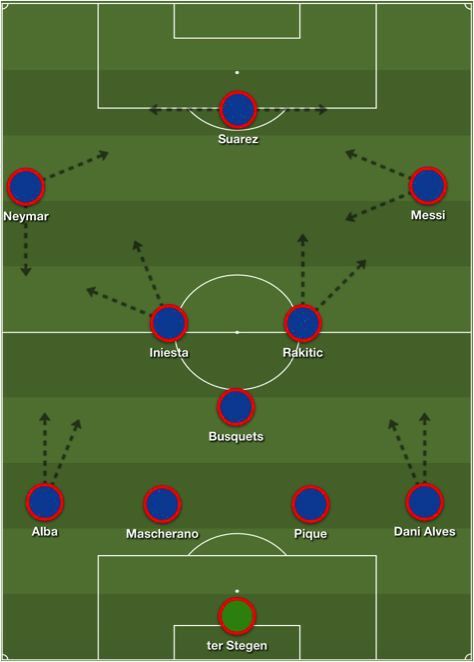 Suarez
Neymar
Messi
Iniesta
Rakitic
Busquets
Alba
Mascherano
Pique
Dani Alves
ter Stegen